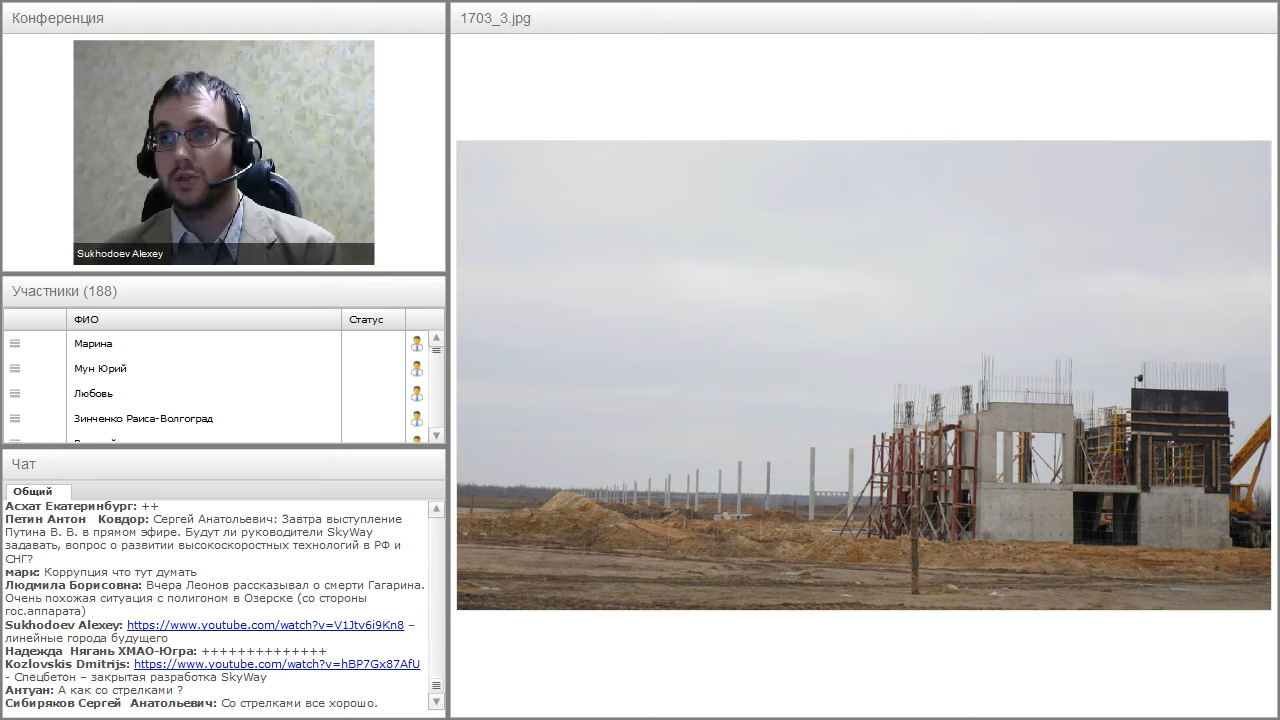 Конференция
1703_3.jpg
Sukhodoev Alexey
Участники (188)
ФИО
Статус
Марина
Мун Юрий
Любовь
Зинченко Раиса-Волгоград
Чат
Общий
Асхат Екатеринбург: ++
Петин Антон Ковдор: Сергей Анатольевич: Завтра выступление
Путина В. В. в прямом эфире. Будут ли руководители SkyWay
задавать, вопрос о развитии высокоскоростных технологий в РФ и
СНГ?
марк: Коррупция что тут думать
Людмила Борисовна: Вчера Леонов рассказывал о смерти Гагарина.
Очень похожая ситуация с полигоном в Озерске (со стороны
гос.аппарата)
Sukhodoev Alexey: https://www.youtube.com/watch?v=V1Jtv6i9Kn8 –
линейные города будущего
Надежда Нягань ХМАО-Югра: ++++++++++++++
Kozlovskis Dmitrijs: https://www.youtube.com/watch?v=hBP7Gx87AfU
- Спецбетон – закрытая разработка SkyWay
Антуан: А как со стрелками ?
Сибиряков Сергей Анатольевич: Со стрелками все хорошо.